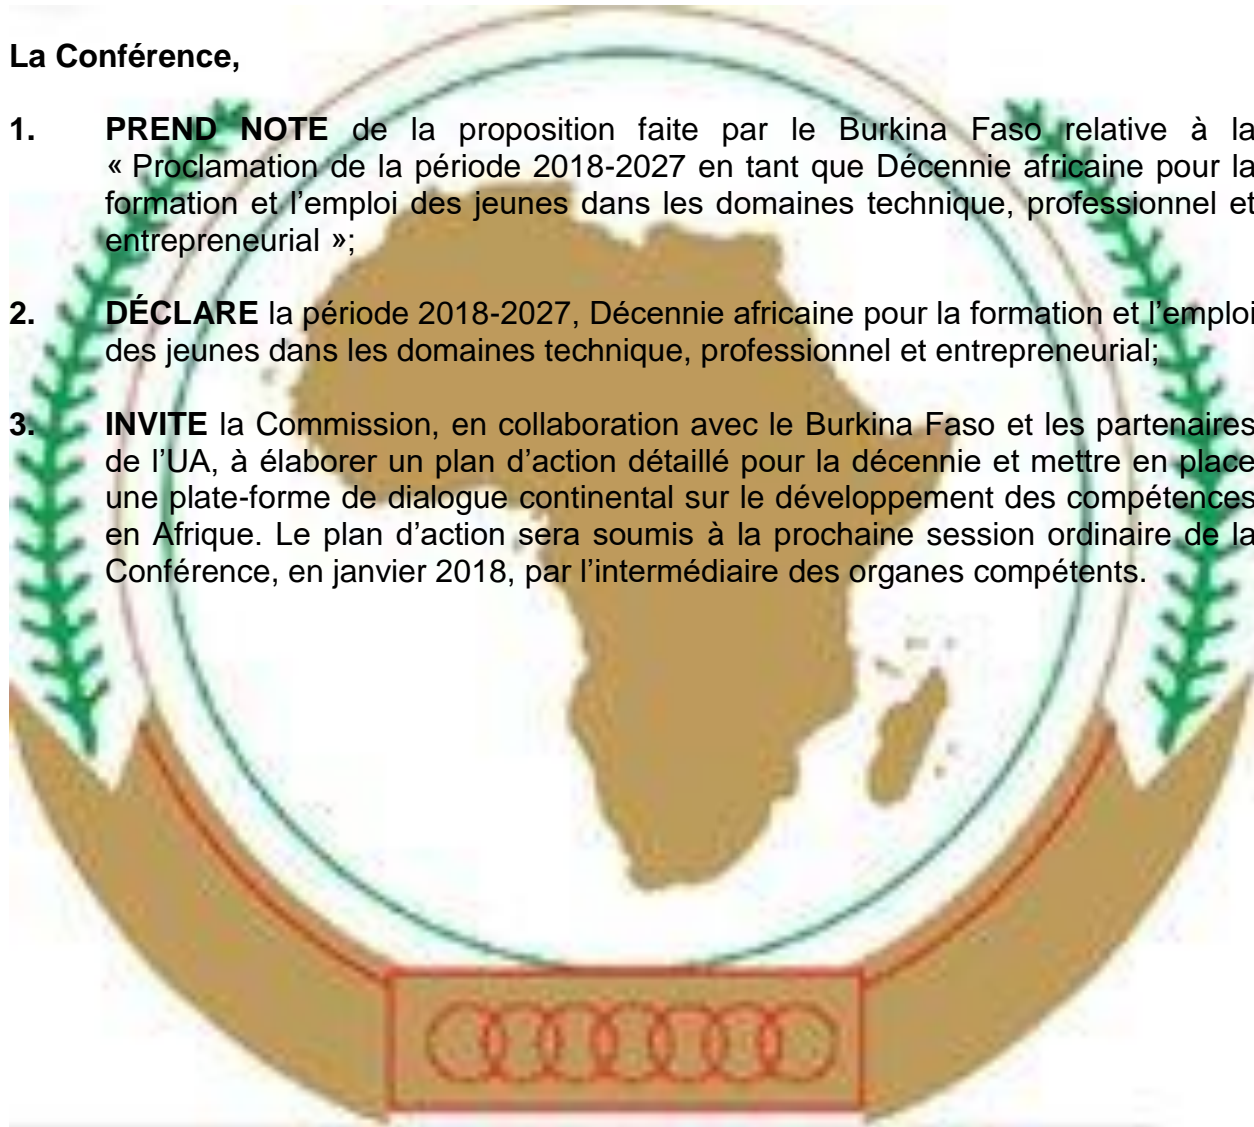 La Conférence,
1. PREND NOTE de la proposition faite par le Burkina Faso relative à la
« Proclamation de la période 2018-2027 en tant que Décennie africaine pour la
formation et l’emploi des jeunes dans les domaines technique, professionnel et
entrepreneurial »;
2. DÉCLARE la période 2018-2027, Décennie africaine pour la formation et l’emploi
des jeunes dans les domaines technique, professionnel et entrepreneurial;
3. INVITE la Commission, en collaboration avec le Burkina Faso et les partenaires
de l’UA, à élaborer un plan d’action détaillé pour la décennie et mettre en place
une plate-forme de dialogue continental sur le développement des compétences
en Afrique. Le plan d’action sera soumis à la prochaine session ordinaire de la
Conférence, en janvier 2018, par l’intermédiaire des organes compétents.